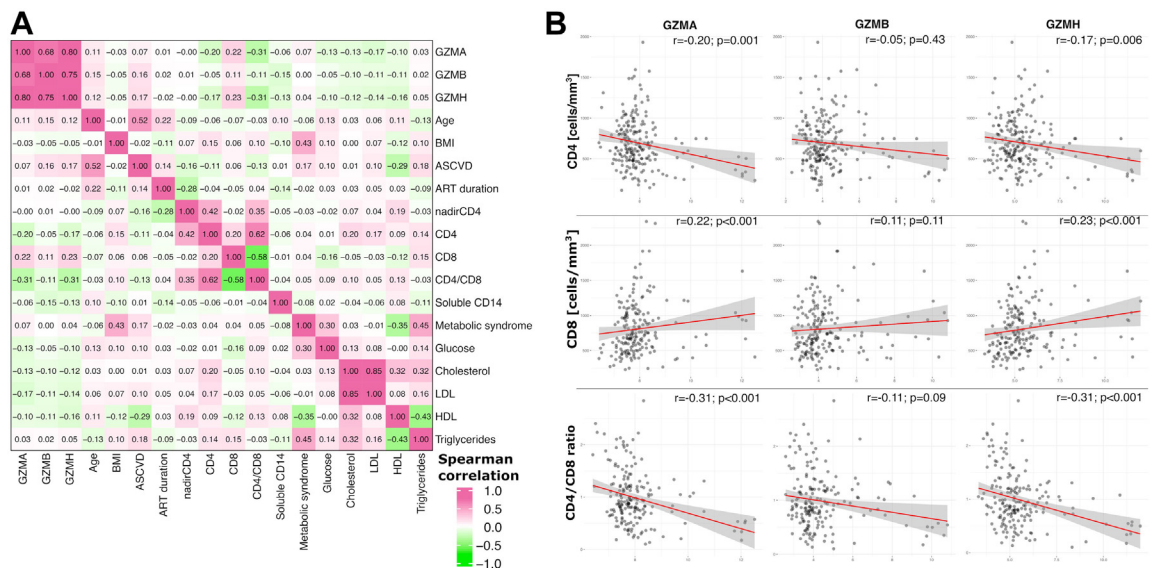 A
1.00 0.68 0.80 0.11 −0.03 0.07 0.01 −0.00 −0.20 0.22 −0.31 −0.06 0.07 −0.13 −0.13 −0.17 −0.10 0.03 GZMA
0.68 1.00 0.75 0.15 −0.05 0.16 0.02 0.01 −0.05 0.11 −0.11 −0.15 0.00 −0.05 −0.10 −0.11 −0.11 0.02 GZMB
0.80 0.75 1.00 0.12 −0.05 0.17 −0.02 −0.00 −0.17 0.23 −0.31 −0.13 0.04 −0.10 −0.12 −0.14 −0.16 0.05 GZMH
0.11 0.15 0.12 1.00 −0.01 0.52 0.22 −0.09 −0.06 −0.07 −0.03 0.10 −0.06 0.13 0.03 0.06 0.11 −0.13 Age
−0.03 −0.05 −0.05 −0.01 1.00 −0.02 −0.11 0.07 0.15 0.06 0.10 −0.10 0.43 0.10 0.00 0.07 −0.12 0.10 BMI
0.07 0.16 0.17 0.52 −0.02 1.00 0.14 −0.16 −0.11 0.06 −0.13 0.01 0.17 0.10 0.01 0.10 −0.29 0.18 ASCVD
0.01 0.02 −0.02 0.22 −0.11 0.14 1.00 −0.28 −0.04 −0.05 0.04 −0.14 −0.02 0.02 0.05 0.03 0.03 −0.09 ART duration
−0.00 0.01 −0.00 −0.09 0.07 −0.16 −0.28 1.00 0.42 −0.02 0.35 −0.05 −0.03 −0.02 0.07 0.04 0.19 −0.03 nadirCD4
−0.20 −0.05 −0.17 −0.06 0.15 −0.11 −0.04 0.42 1.00 0.20 0.62 −0.04 0.04 0.02 0.20 0.17 0.09 0.14 CD4
0.22 0.11 0.23 −0.07 0.06 0.06 −0.05 −0.02 0.20 1.00 −0.58 −0.01 0.04 −0.16 −0.04 −0.03 −0.12 0.15 CD8
−0.31 −0.11 −0.31 −0.03 0.10 −0.13 0.04 0.35 0.62 −0.58 1.00 −0.04 0.05 0.09 0.10 0.05 0.13 −0.03 CD4/CD8
−0.06 −0.15 −0.13 0.10 −0.10 0.01 −0.14 −0.05 −0.04 −0.01 −0.04 1.00 −0.08 0.02 −0.04 −0.06 0.08 −0.11 Soluble CD14
0.07 0.00 0.04 −0.06 0.43 0.17 −0.02 −0.03 0.04 0.04 0.05 −0.08 1.00 0.30 0.03 −0.01 −0.35 0.45 Metabolic syndrome
−0.13 −0.05 −0.10 0.13 0.10 0.10 0.02 −0.02 0.02 −0.16 0.09 0.02 0.30 1.00 0.13 0.08 −0.00 0.14 Glucose
−0.13 −0.10 −0.12 0.03 0.00 0.01 0.05 0.07 0.20 −0.04 0.10 −0.04 0.03 0.13 1.00 0.85 0.32 0.32 Cholesterol
−0.17 −0.11 −0.14 0.06 0.07 0.10 0.03 0.04 0.17 −0.03 0.05 −0.06 −0.01 0.08 0.85 1.00 0.08 0.16 LDL
−0.10 −0.11 −0.16 0.11 −0.12 −0.29 0.03 0.19 0.09 −0.12 0.13 0.08 −0.35 −0.00 0.32 0.08 1.00 −0.43 HDL
0.03 0.02 0.05 −0.13 0.10 0.18 −0.09 −0.03 0.14 0.15 −0.03 −0.11 0.45 0.14 0.32 0.16 −0.43 1.00 Triglycerides
GZMA GZMB GZMH Age BMI ASCVD ART duration nadirCD4 CD4 CD8 CD4/CD8 Soluble CD14 Metabolic syndrome Glucose Cholesterol LDL HDL Triglycerides
Spearman
correlation
1.0
0.5
0.0
−0.5
−1.0
B
GZMA GZMB GZMH
CD4 [cells/mm³]
r=-0.20; p=0.001
r=-0.05; p=0.43
r=-0.17; p=0.006
CD8 [cells/mm³]
r=0.22; p<0.001
r=0.11; p=0.11
r=0.23; p<0.001
CD4/CD8 ratio
r=-0.31; p<0.001
r=-0.11; p=0.09
r=-0.31; p<0.001